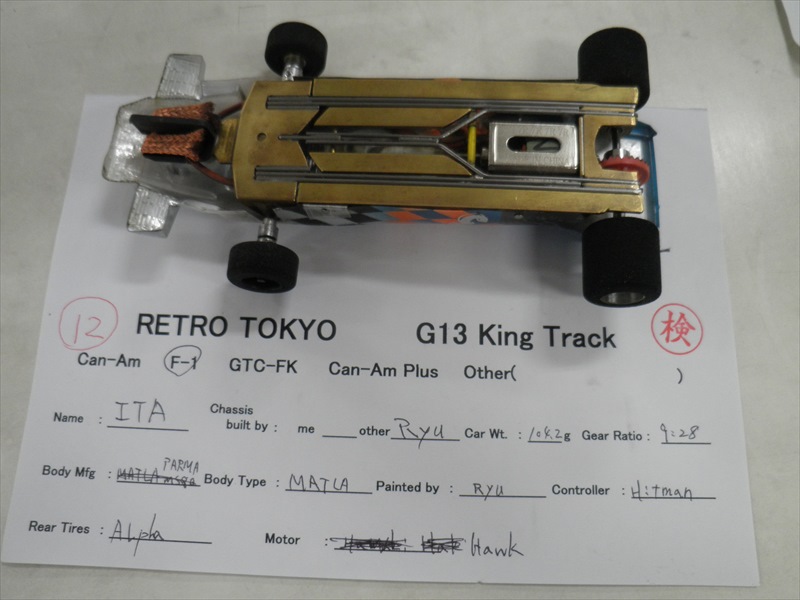 12 RETRO TOKYO G13 King Track 検
Can-Am F-1 GTC-FK Can-Am Plus Other( )
Name : ITA Chassis built by : me other Ryu Car Wt. : 104.2g Gear Ratio : 9:28
PARMA
Body Mfg : MATLA Body Type : MATLA Painted by : RYU Controller : Hitman
Rear Tires : Alpha Motor : Hawk